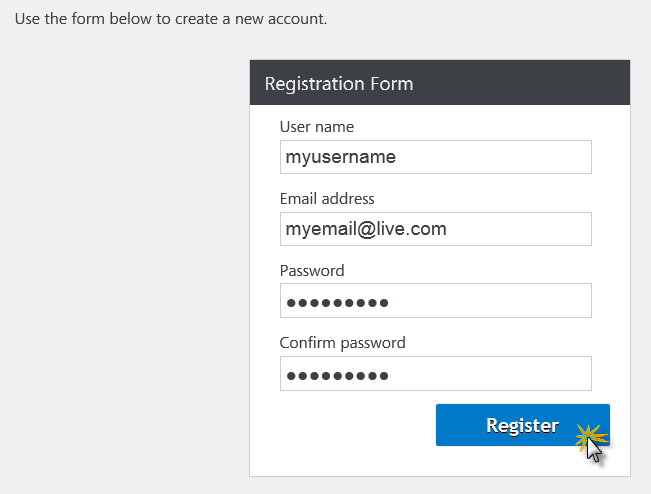 Use the form below to create a new account.
Registration Form
User name
myusername
Email address
myemail@live.com
Password
●●●●●●●●●
Confirm password
●●●●●●●●●
Register